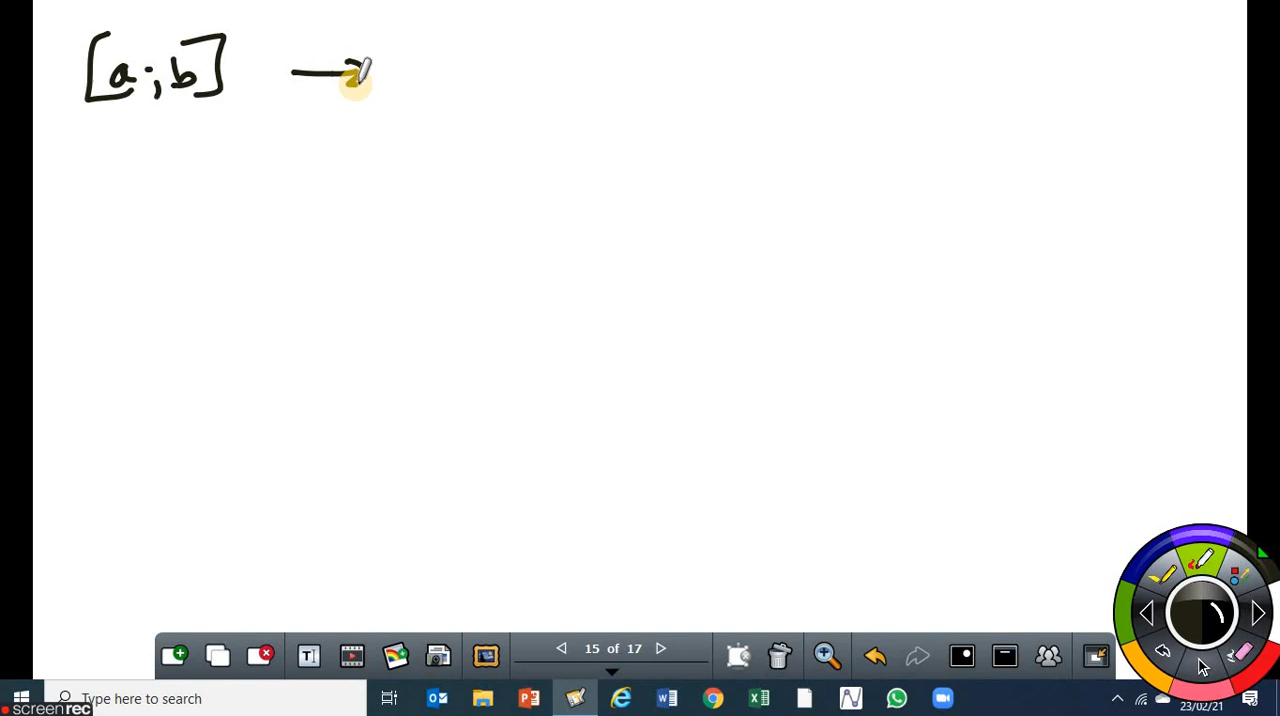 [a;b] →
15 of 17
Type here to search
23/02/21
screenrec